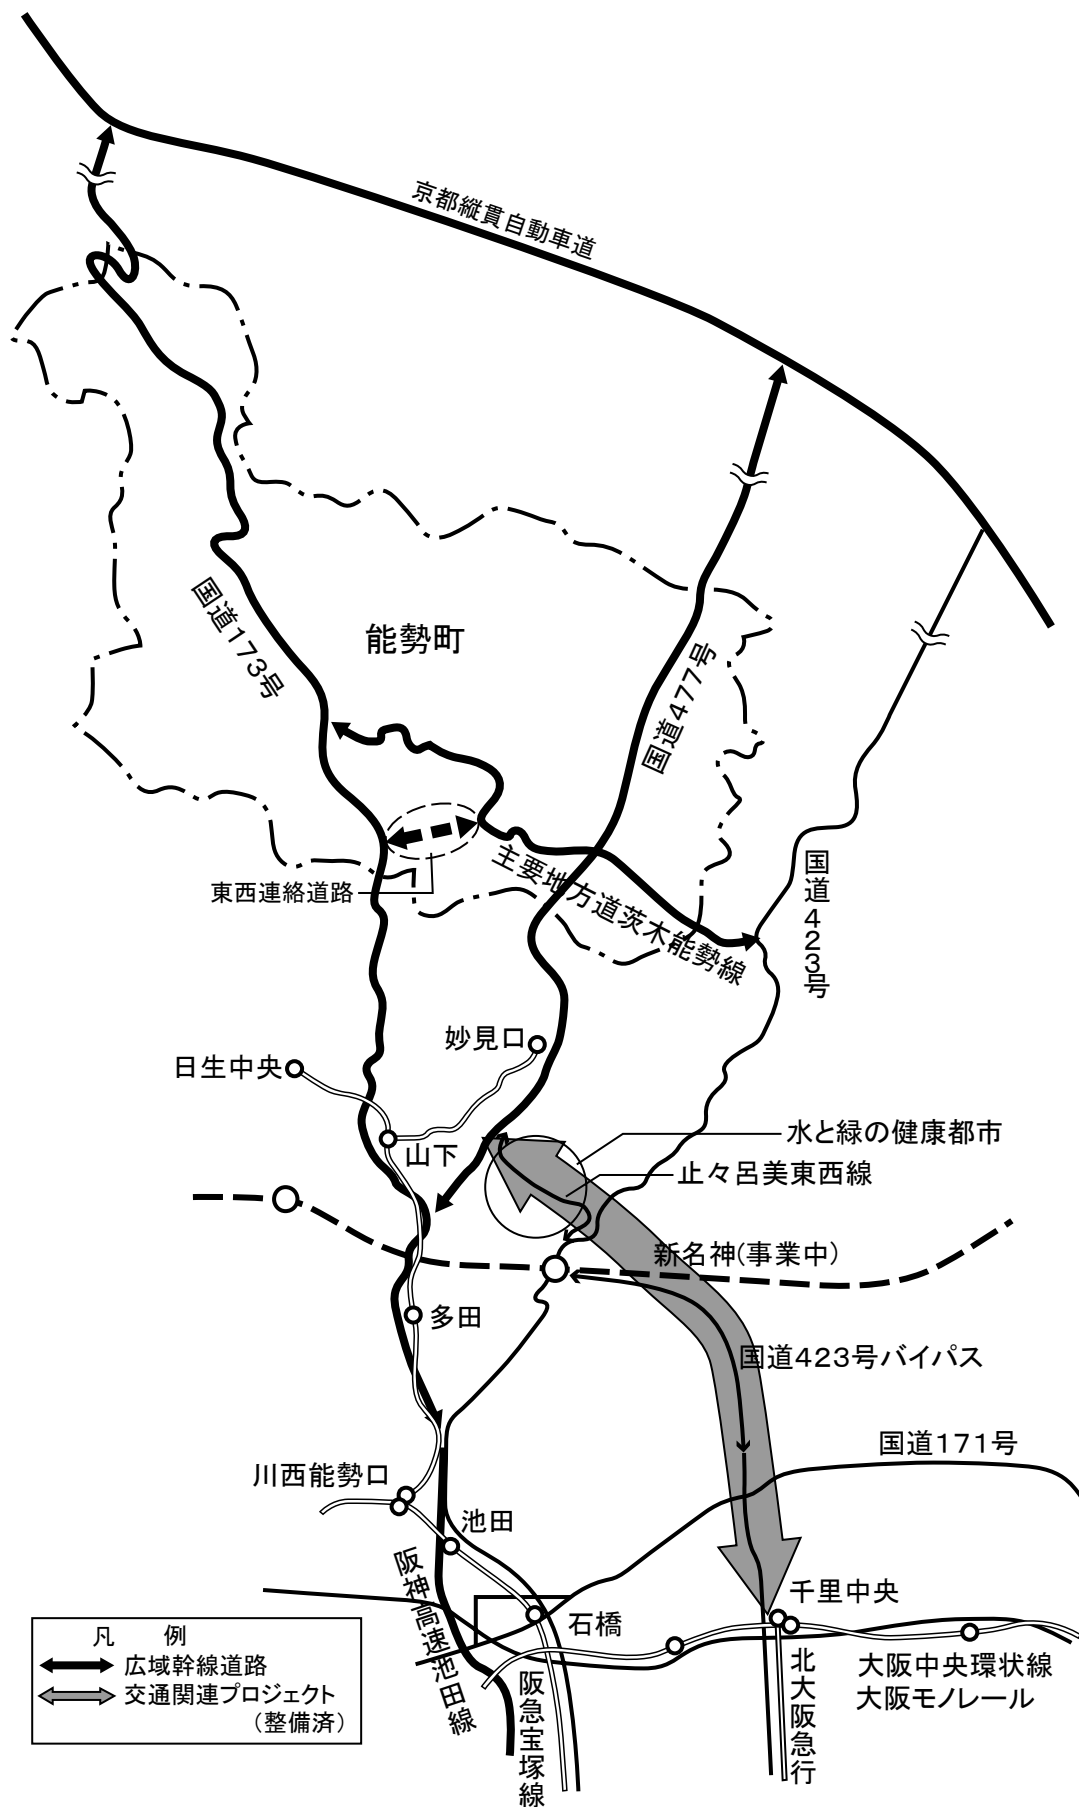 京都縦貫自動車道
国道173号
能勢町
国道477号
国道423号
東西連絡道路
主要地方道茨木能勢線
妙見口
日生中央
山下
水と緑の健康都市
止々呂美東西線
新名神(事業中)
多田
国道423号バイパス
国道171号
川西能勢口
池田
阪神高速池田線
千里中央
石橋
凡　例
広域幹線道路
交通関連プロジェクト
(整備済)
阪急宝塚線
北大阪急行
大阪中央環状線
大阪モノレール